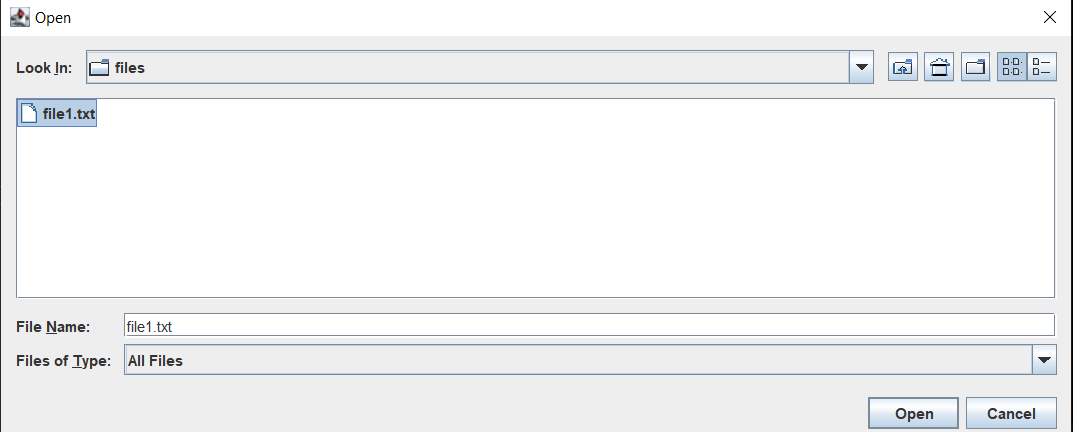 Open
Look In: files
file1.txt
File Name: file1.txt
Files of Type: All Files
Open Cancel